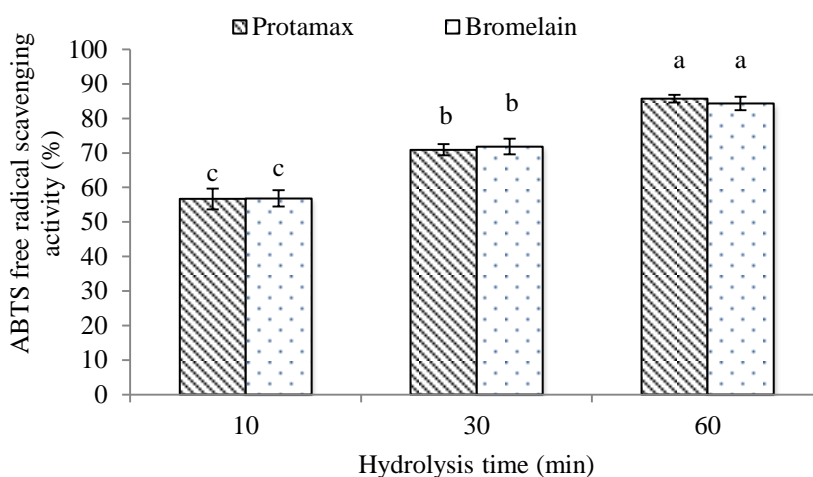 Protamax Bromelain
ABTS free radical scavenging
activity (%)
100
90
80
70
60
50
40
30
20
10
0
c c b b a a
10 30 60
Hydrolysis time (min)